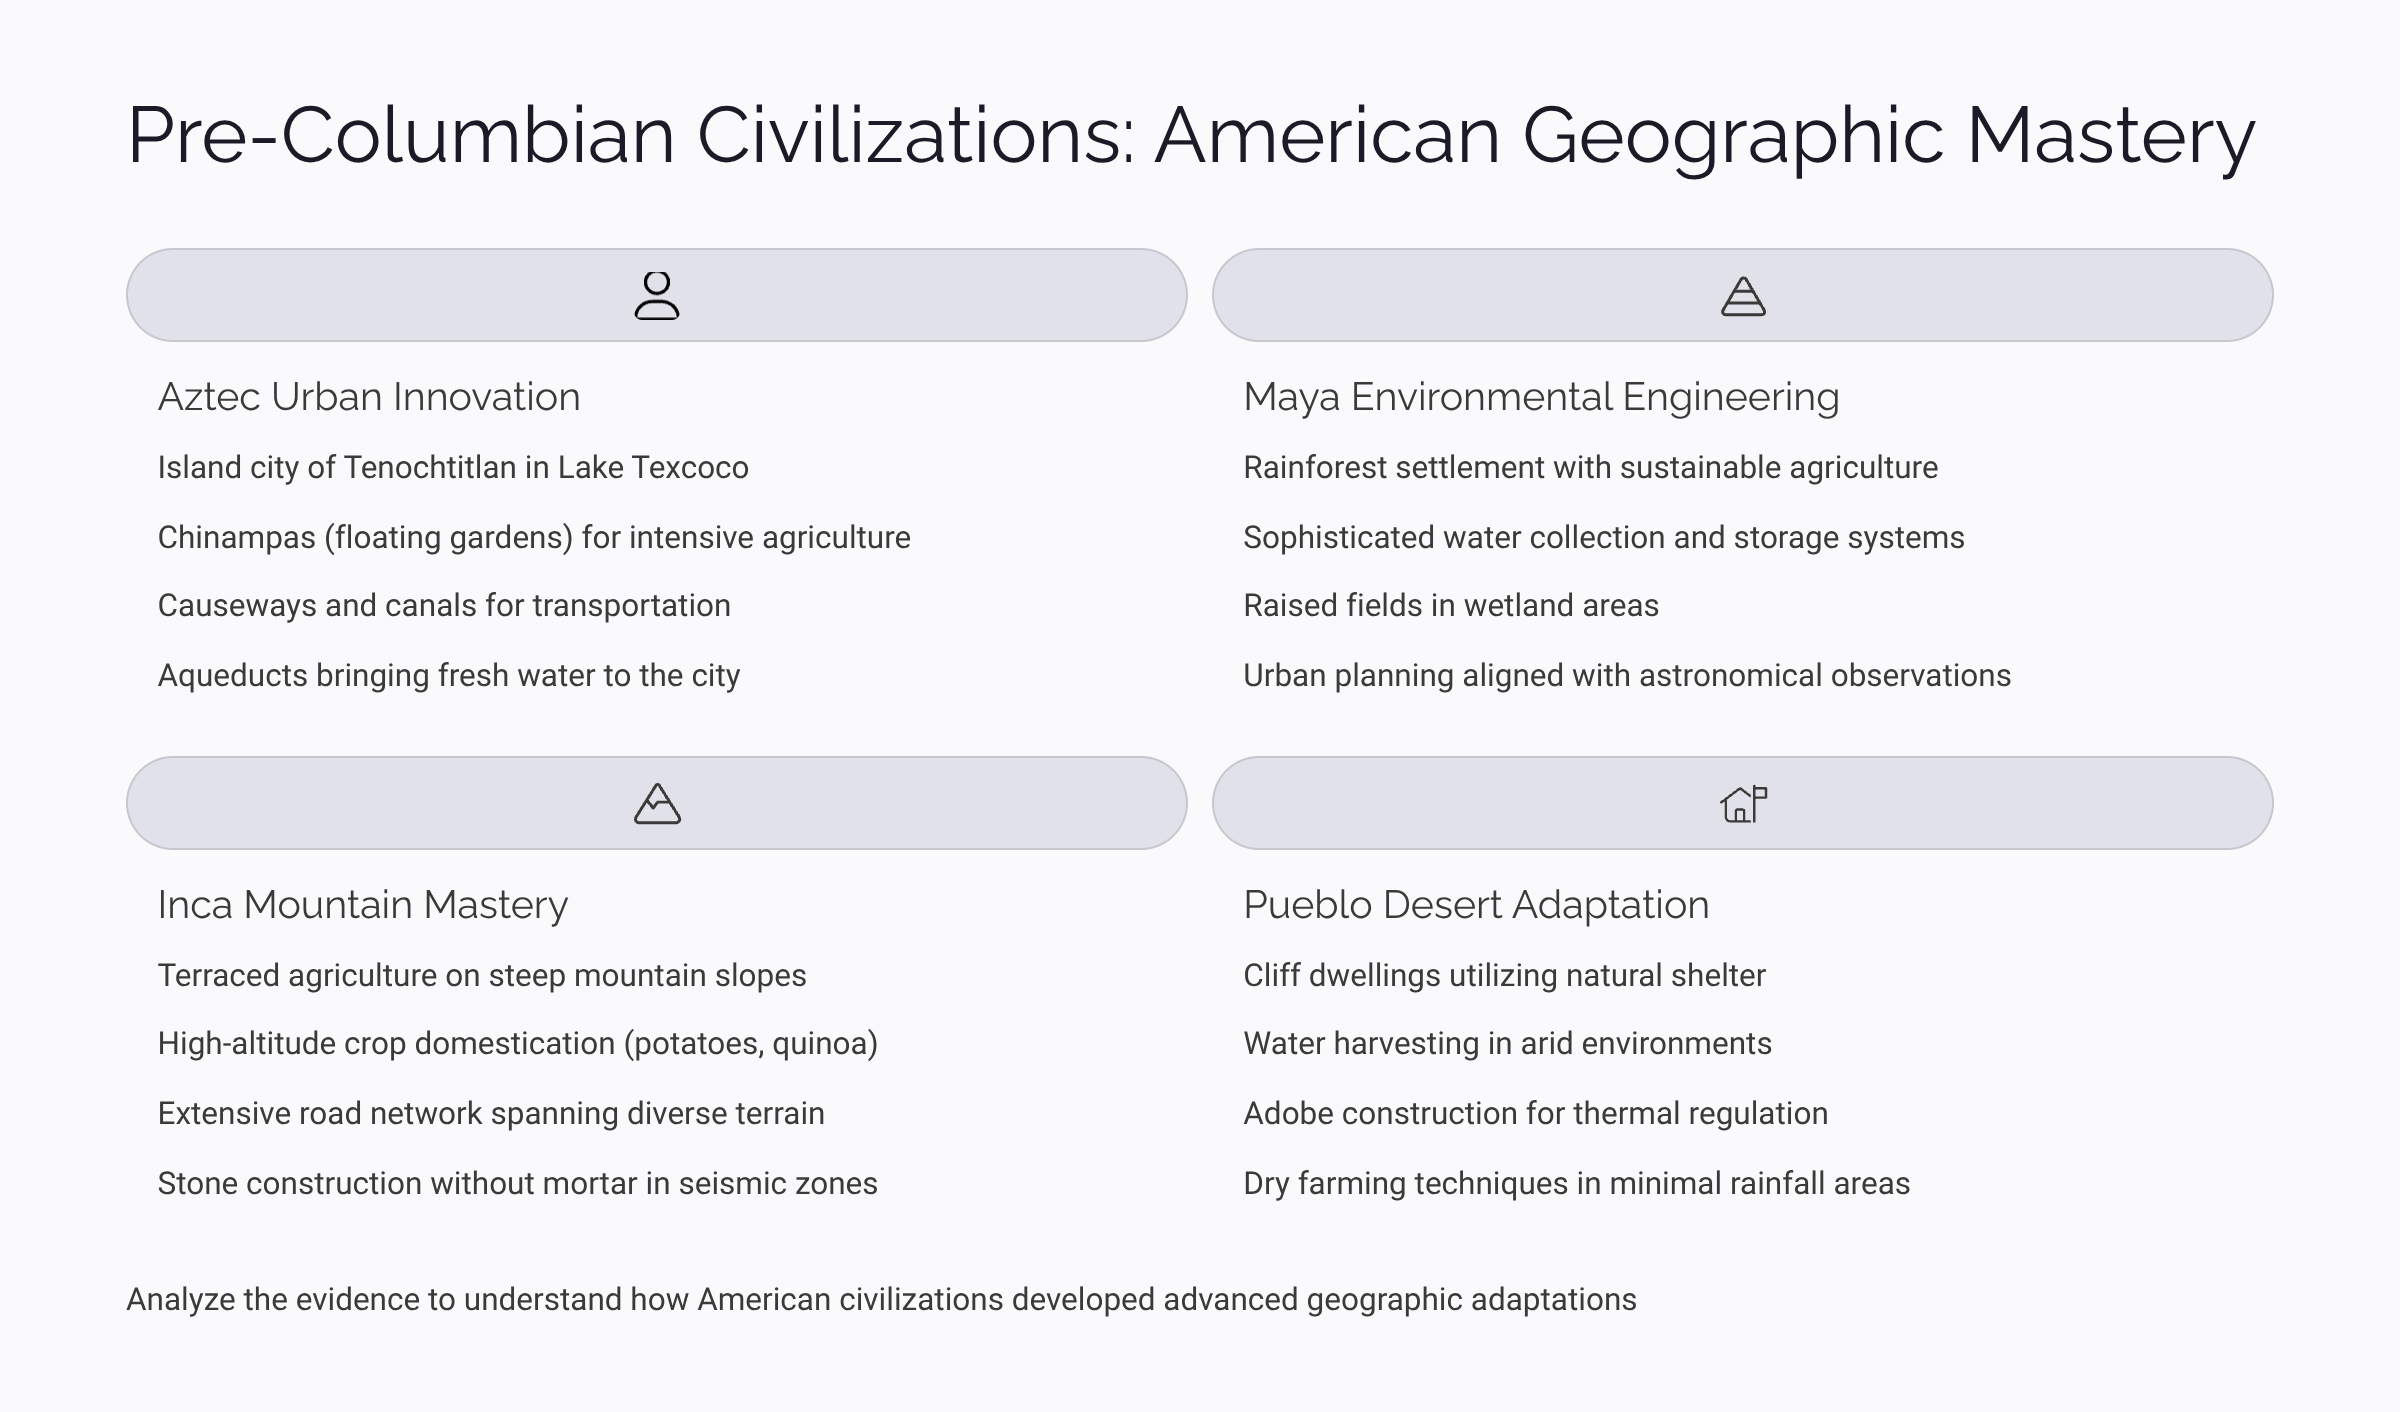 Pre-Columbian Civilizations: American Geographic Mastery
Aztec Urban Innovation
Island city of Tenochtitlan in Lake Texcoco
Chinampas (floating gardens) for intensive agriculture
Causeways and canals for transportation
Aqueducts bringing fresh water to the city
Maya Environmental Engineering
Rainforest settlement with sustainable agriculture
Sophisticated water collection and storage systems
Raised fields in wetland areas
Urban planning aligned with astronomical observations
Inca Mountain Mastery
Terraced agriculture on steep mountain slopes
High-altitude crop domestication (potatoes, quinoa)
Extensive road network spanning diverse terrain
Stone construction without mortar in seismic zones
Pueblo Desert Adaptation
Cliff dwellings utilizing natural shelter
Water harvesting in arid environments
Adobe construction for thermal regulation
Dry farming techniques in minimal rainfall areas
Analyze the evidence to understand how American civilizations developed advanced geographic adaptations